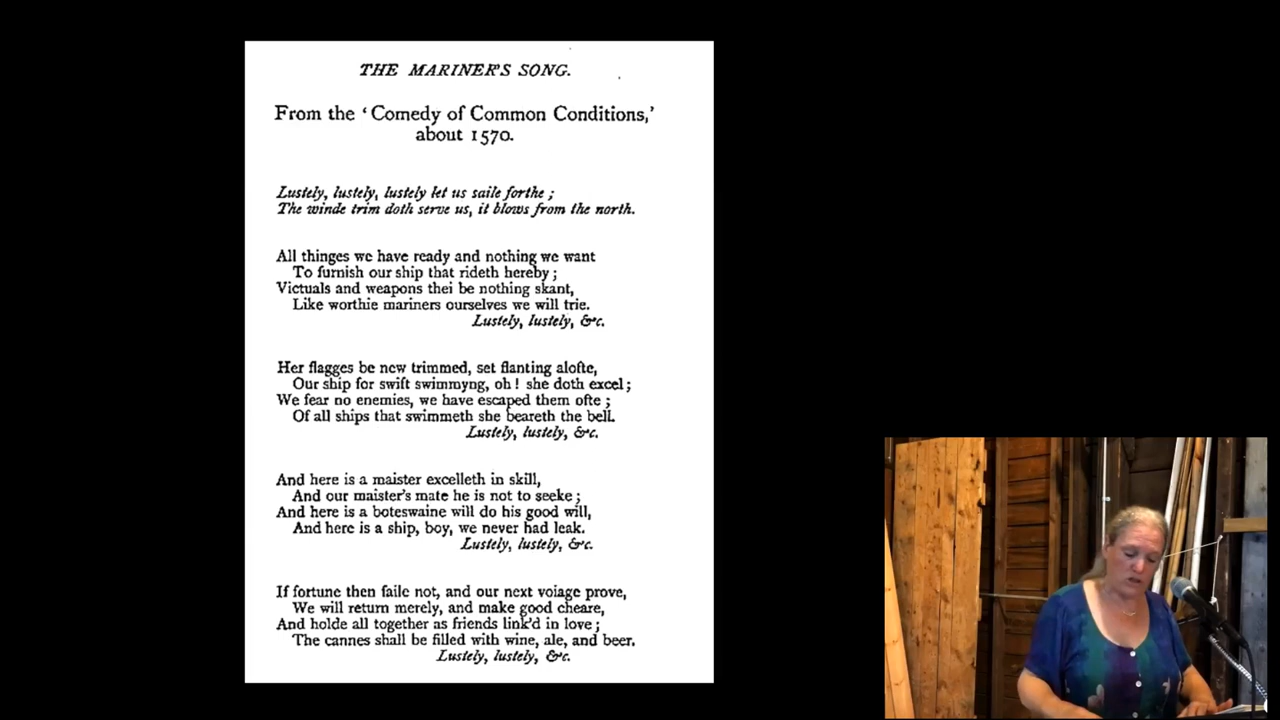 THE MARINER'S SONG.
From the 'Comedy of Common Conditions,'
about 1570.
Lustely, lustely, lustely let us saile forthe;
The winde trim doth serve us, it blows from the north.
All thinges we have ready and nothing we want
To furnish our ship that rideth hereby;
Victuals and weapons thei be nothing skant,
Like worthie mariners ourselves we will trie.
Lustely, lustely, &c.
Her flagges be new trimmed, set flanting alofte,
Our ship for swift swimmyng, oh! she doth excel;
We fear no enemies, we have escaped them ofte;
Of all ships that swimmeth she beareth the bell.
Lustely, lustely, &c.
And here is a maister excelleth in skill,
And our maister's mate he is not to seeke;
And here is a boteswaine will do his good will,
And here is a ship, boy, we never had leak.
Lustely, lustely, &c.
If fortune then faile not, and our next voiage prove,
We will return merely, and make good cheare,
And holde all together as friends link'd in love;
The cannes shall be filled with wine, ale, and beer.
Lustely, lustely, &c.